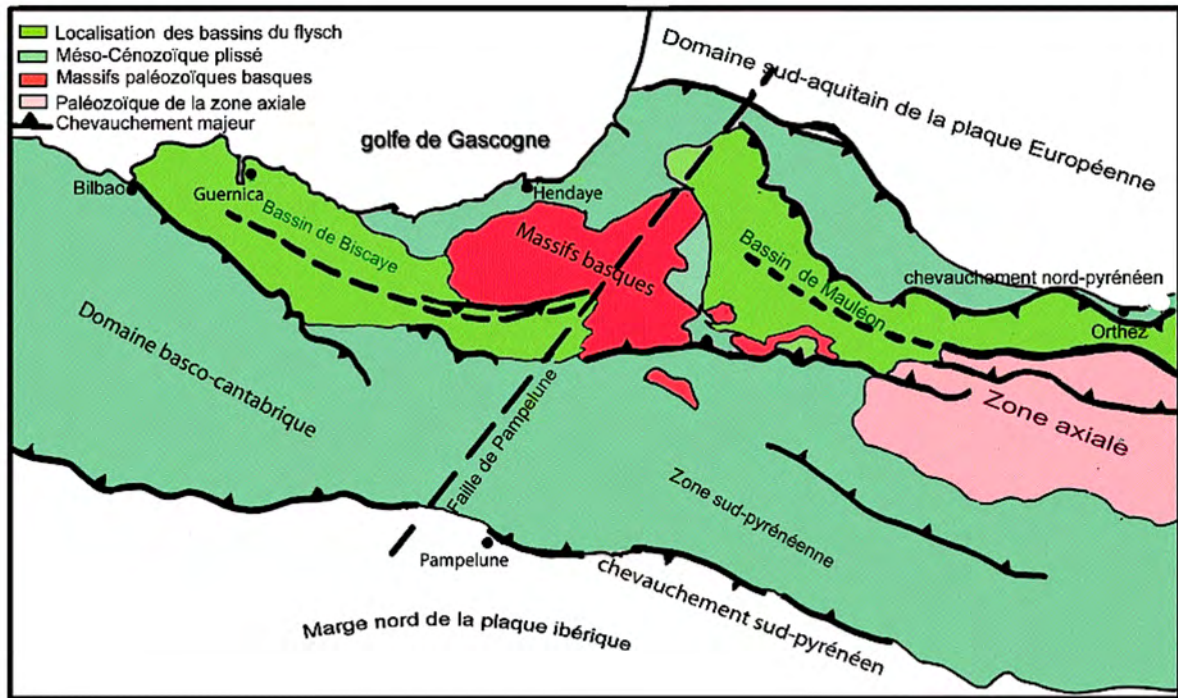 Localisation des bassins du flysch
Méso-Cénozoïque plissé
Massifs paléozoïques basques
Paléozoïque de la zone axiale
Chevauchement majeur
Domaine sud-aquitain de la plaque Européenne
golfe de Gascogne
Bilbao
Guernica
Hendaye
Bassin de Biscaye
Massifs basques
Bassin de Mauléon
chevauchement nord-pyrénéen
Orthez
Domaine basco-cantabrique
Faille de Pampelune
Zone axiale
Zone sud-pyrénéenne
Pampelune
chevauchement sud-pyrénéen
Marge nord de la plaque ibérique